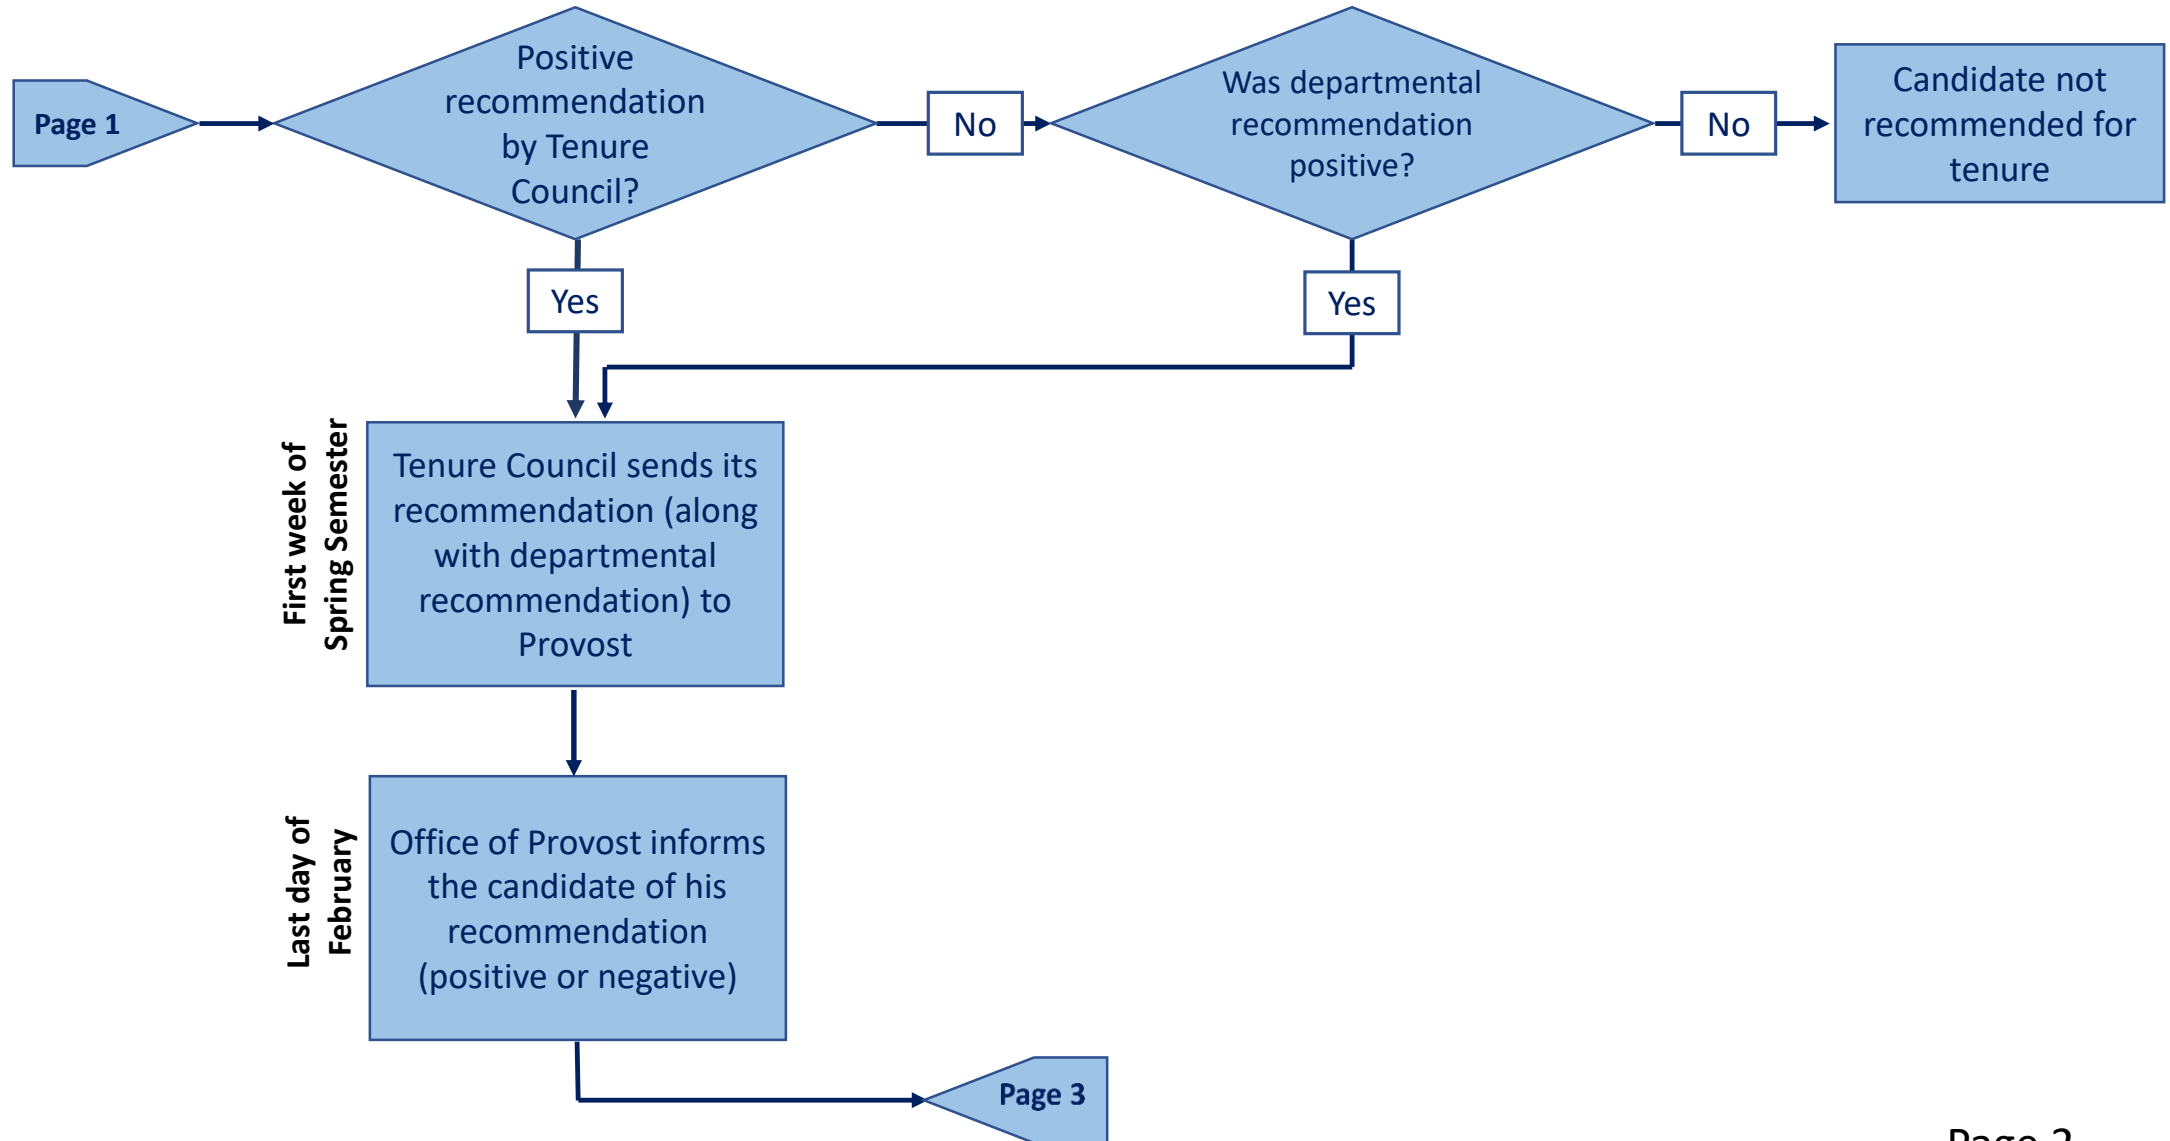 Page 1
Positive
recommendation
by Tenure
Council?
No
Was departmental
recommendation
positive?
No
Candidate not
recommended for
tenure
Yes
Yes
First week of
Spring Semester
Tenure Council sends its
recommendation (along
with departmental
recommendation) to
Provost
Last day of
February
Office of Provost informs
the candidate of his
recommendation
(positive or negative)
Page 3
Page 2